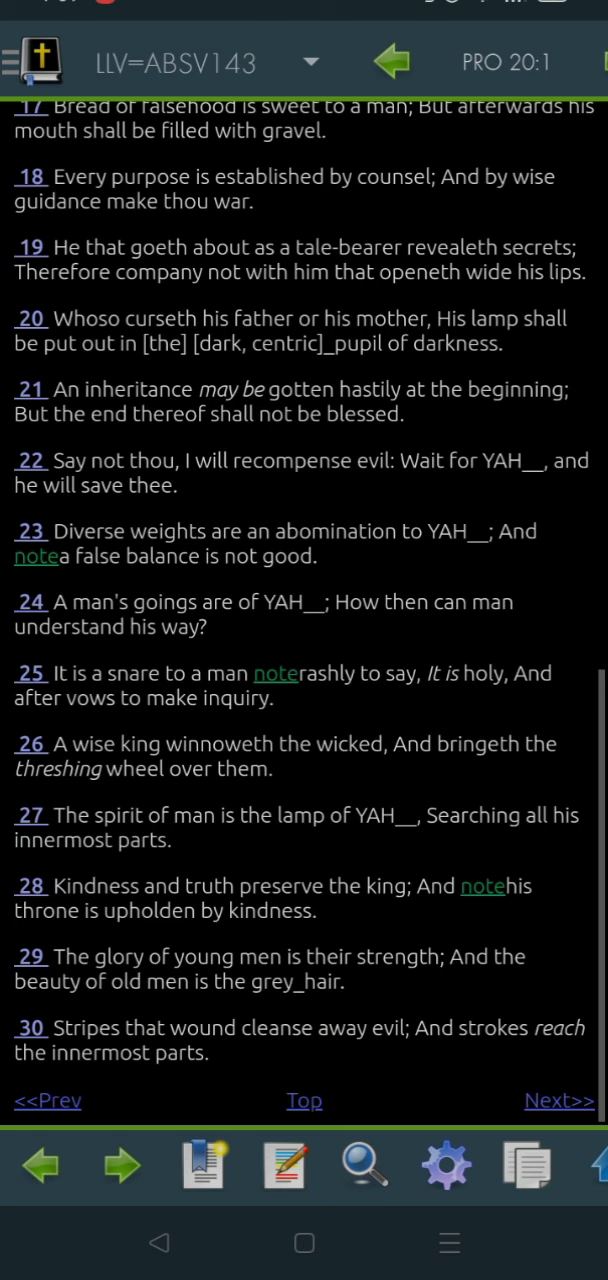 LLV=ABSV143 PRO 20:1
17 Bread of falsehood is sweet to a man; But afterwards his
mouth shall be filled with gravel.
18 Every purpose is established by counsel; And by wise
guidance make thou war.
19 He that goeth about as a tale-bearer revealeth secrets;
Therefore company not with him that openeth wide his lips.
20 Whoso curseth his father or his mother, His lamp shall
be put out in [the] [dark, centric]_pupil of darkness.
21 An inheritance may be gotten hastily at the beginning;
But the end thereof shall not be blessed.
22 Say not thou, I will recompense evil: Wait for YAH__, and
he will save thee.
23 Diverse weights are an abomination to YAH__; And
notea false balance is not good.
24 A man's goings are of YAH__; How then can man
understand his way?
25 It is a snare to a man noterashly to say, It is holy, And
after vows to make inquiry.
26 A wise king winnoweth the wicked, And bringeth the
threshing wheel over them.
27 The spirit of man is the lamp of YAH__, Searching all his
innermost parts.
28 Kindness and truth preserve the king; And notehis
throne is upholden by kindness.
29 The glory of young men is their strength; And the
beauty of old men is the grey_hair.
30 Stripes that wound cleanse away evil; And strokes reach
the innermost parts.
<<Prev Top Next>>